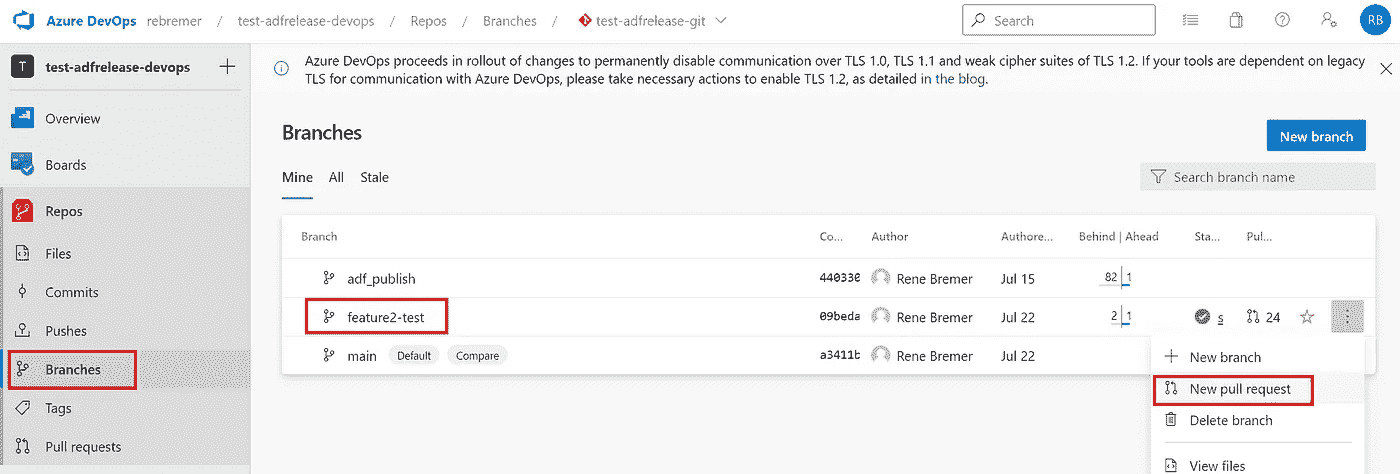 Azure DevOps rebremer / test-adfrelease-devops / Repos / Branches / test-adfrelease-git Search RB
T test-adfrelease-devops
Azure DevOps proceeds in rollout of changes to permanently disable communication over TLS 1.0, TLS 1.1 and weak cipher suites of TLS 1.2. If your tools are dependent on legacy
TLS for communication with Azure DevOps, please take necessary actions to enable TLS 1.2, as detailed in the blog.
Overview
Boards
Repos
Files
Commits
Pushes
Branches
Tags
Pull requests
Branches
New branch
Mine All Stale
Search branch name
Branch Co... Author Authore... Behind | Ahead Sta... Pul...
adf_publish 440330 Rene Bremer Jul 15 82 1
feature2-test 09beda Rene Bremer Jul 22 2 1 s 24
main Default Compare a3411b Rene Bremer Jul 22
New branch
New pull request
Delete branch
View files